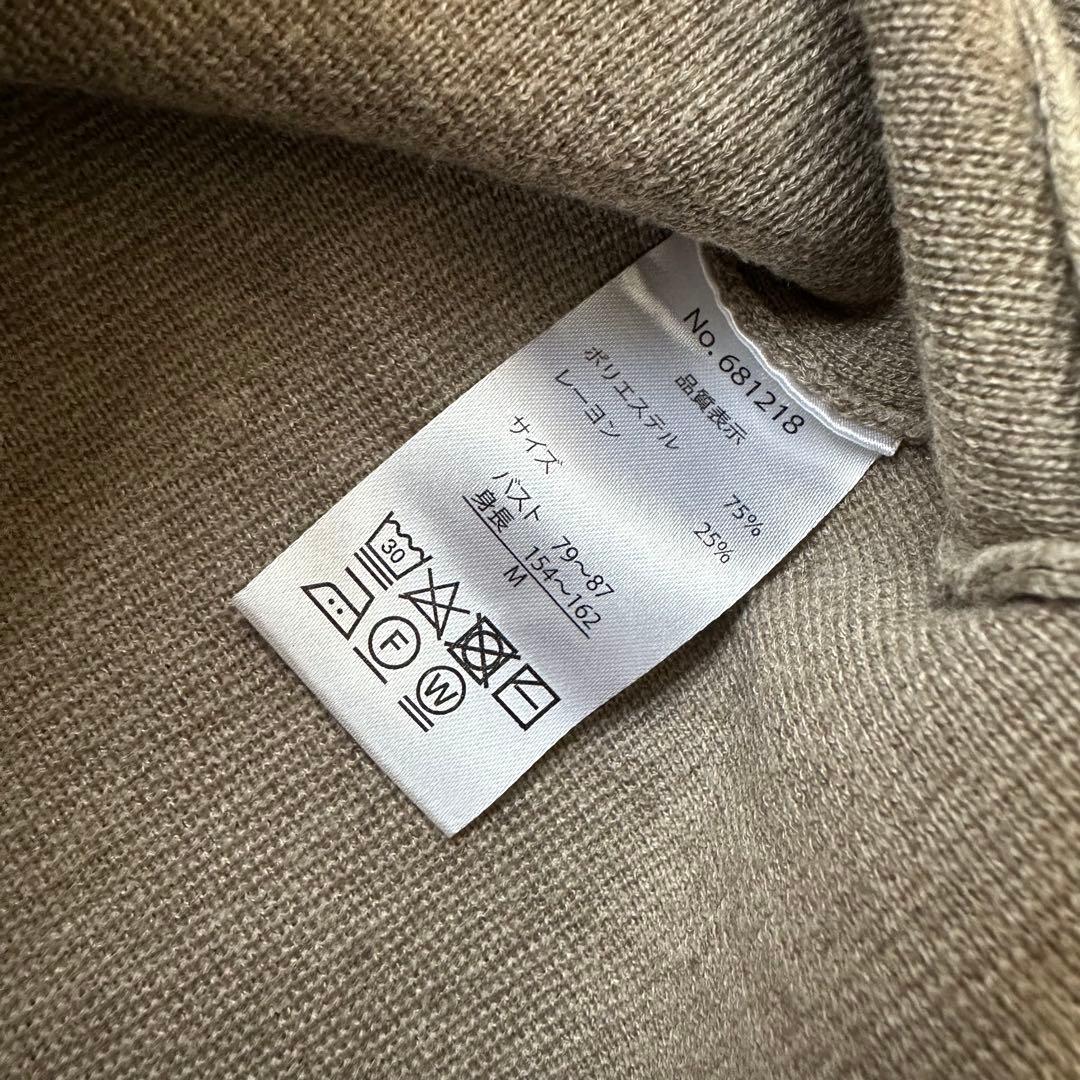 No. 681218
品質表示
ポリエステル 75%
レーヨン 25%
サイズ
バスト 79～87
身長 154～162
M
30
F
W